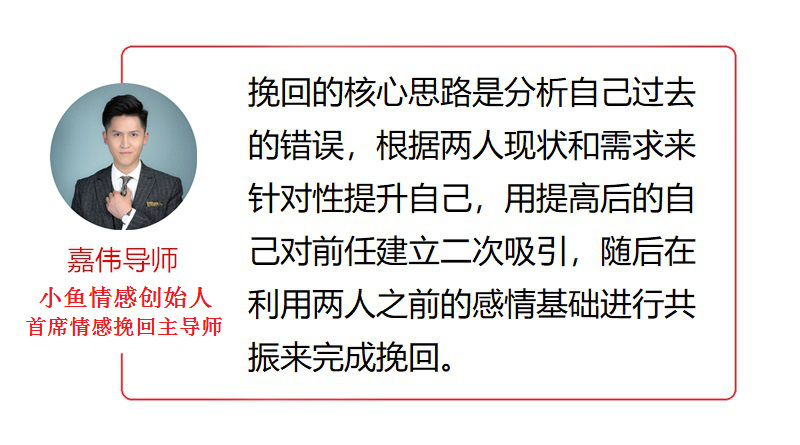 挽回的核心思路是分析自己过去
的错误，根据两人现状和需求来
针对性提升自己，用提高后的自
己对前任建立二次吸引，随后在
利用两人之前的感情基础进行共
振来完成挽回。
嘉伟导师
小鱼情感创始人
首席情感挽回主导师